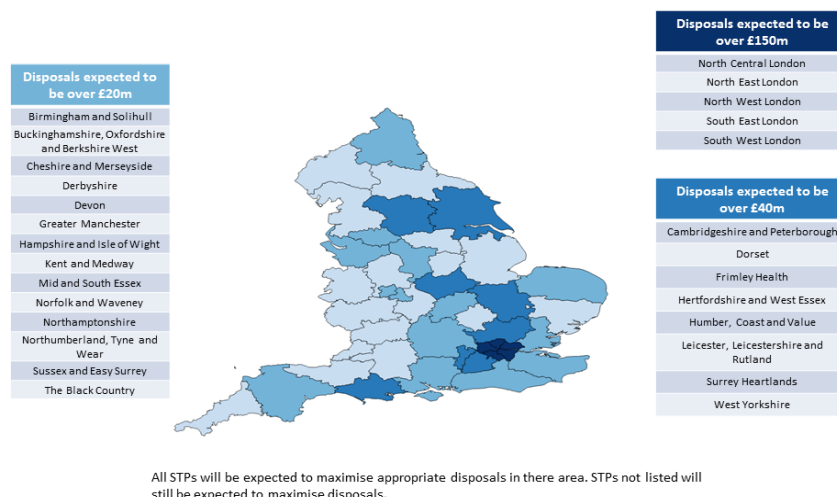 Disposals expected to
be over £20m
Birmingham and Solihull
Buckinghamshire, Oxfordshire
and Berkshire West
Cheshire and Merseyside
Derbyshire
Devon
Greater Manchester
Hampshire and Isle of Wight
Kent and Medway
Mid and South Essex
Norfolk and Waveney
Northamptonshire
Northumberland, Tyne and
Wear
Sussex and Easy Surrey
The Black Country
Disposals expected to be
over £150m
North Central London
North East London
North West London
South East London
South West London
Disposals expected to be
over £40m
Cambridgeshire and Peterborough
Dorset
Frimley Health
Hertfordshire and West Essex
Humber, Coast and Value
Leicester, Leicestershire and
Rutland
Surrey Heartlands
West Yorkshire
All STPs will be expected to maximise appropriate disposals in there area. STPs not listed will
still be expected to maximise disposals.